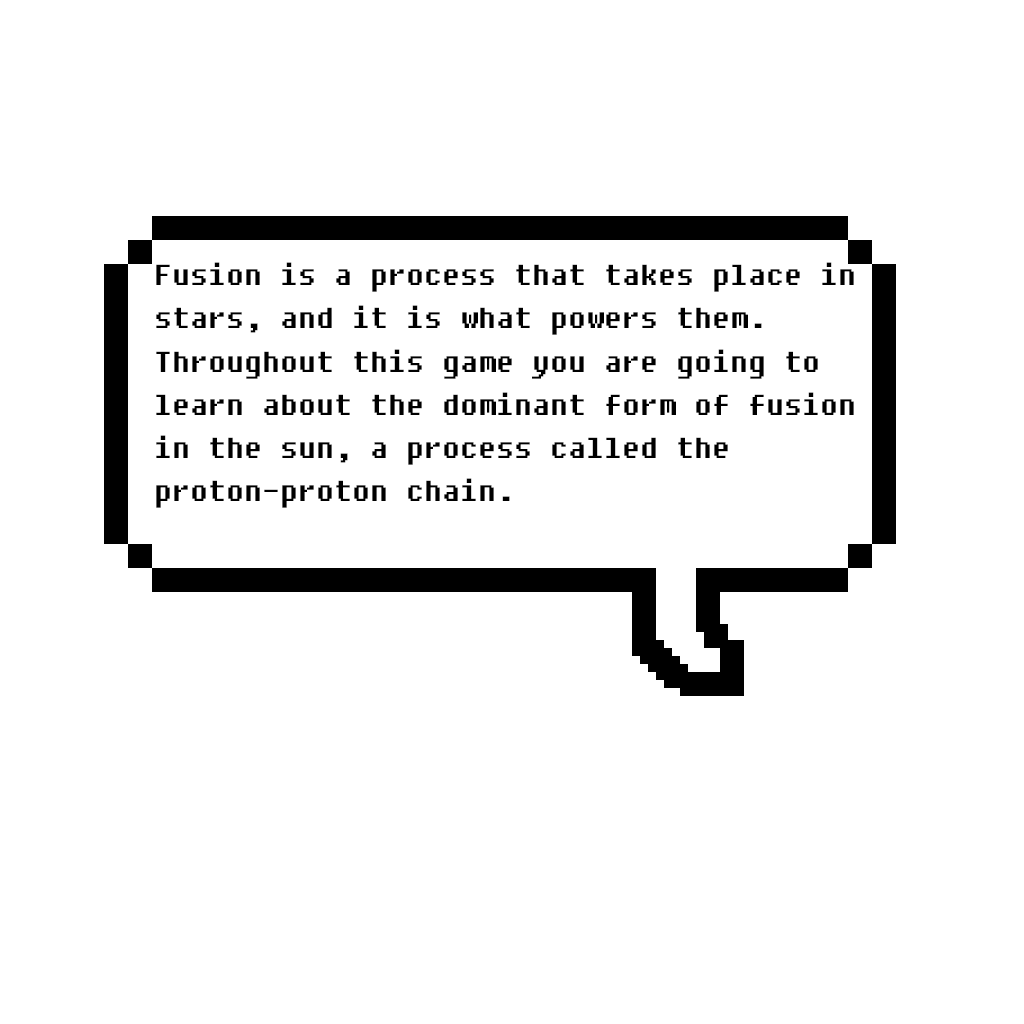 Fusion is a process that takes place in
stars, and it is what powers them.
Throughout this game you are going to
learn about the dominant form of fusion
in the sun, a process called the
proton-proton chain.